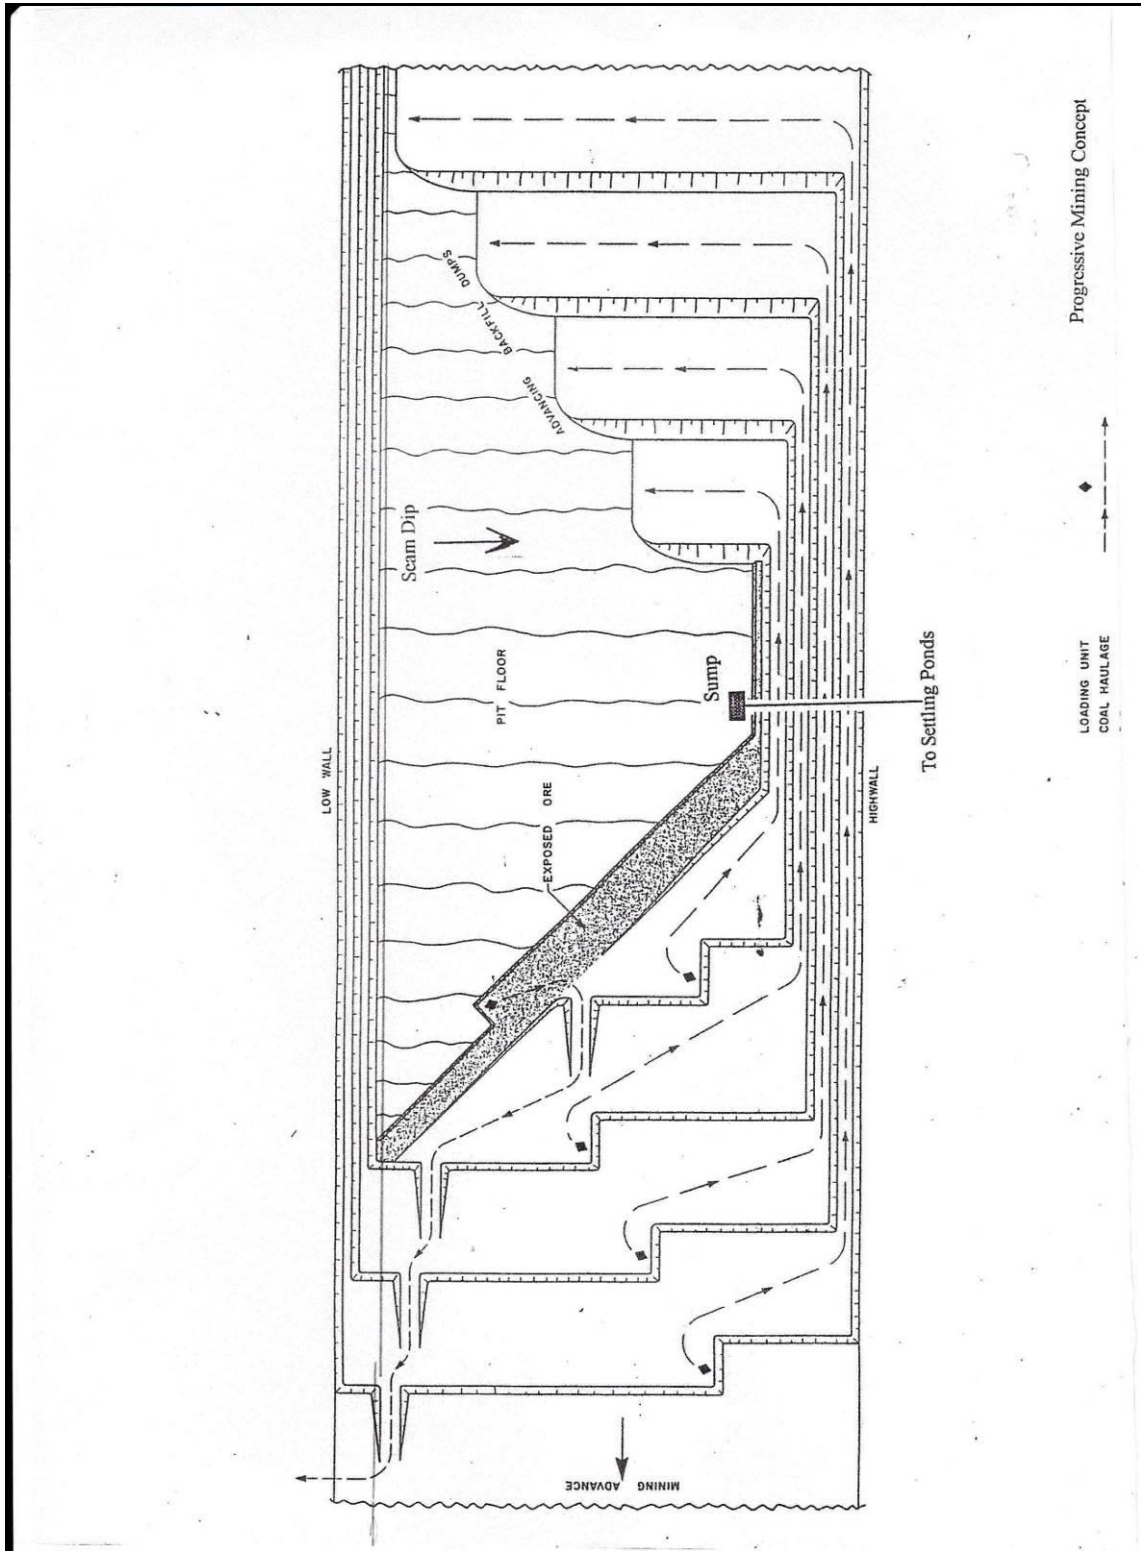 Progressive Mining Concept
LOW WALL
ADVANCING BACKFILL DUMPS
Seam Dip
PIT FLOOR
EXPOSED ORE
Sump
To Settling Ponds
HIGHWALL
MINING
ADVANCE
LOADING UNIT
COAL HAULAGE